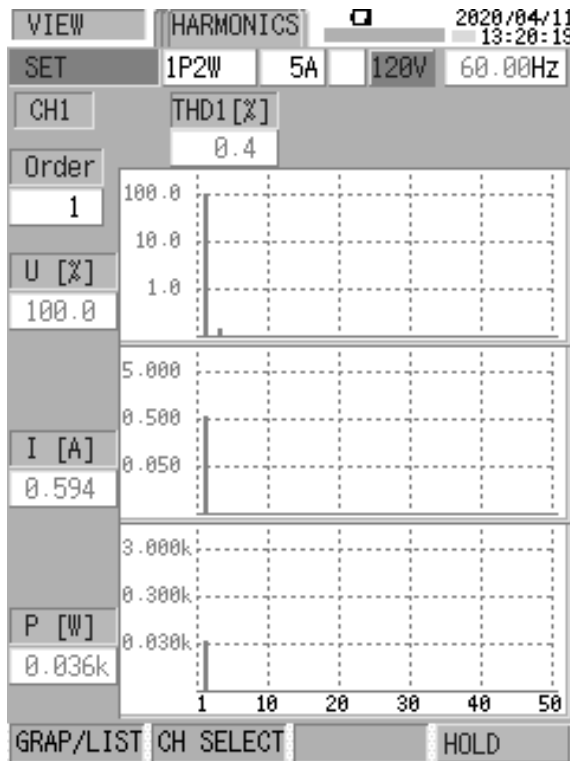 VIEW HARMONICS 2020/04/11
13:20:19
SET 1P2W 5A 120V 60.00Hz
CH1 THD1[%]
0.4
Order
1
100.0
10.0
U [%]
1.0
100.0
5.000
0.500
I [A]
0.050
0.594
3.000k
0.300k
P [W]
0.030k
0.036k
1 10 20 30 40 50
GRAP/LIST CH SELECT HOLD